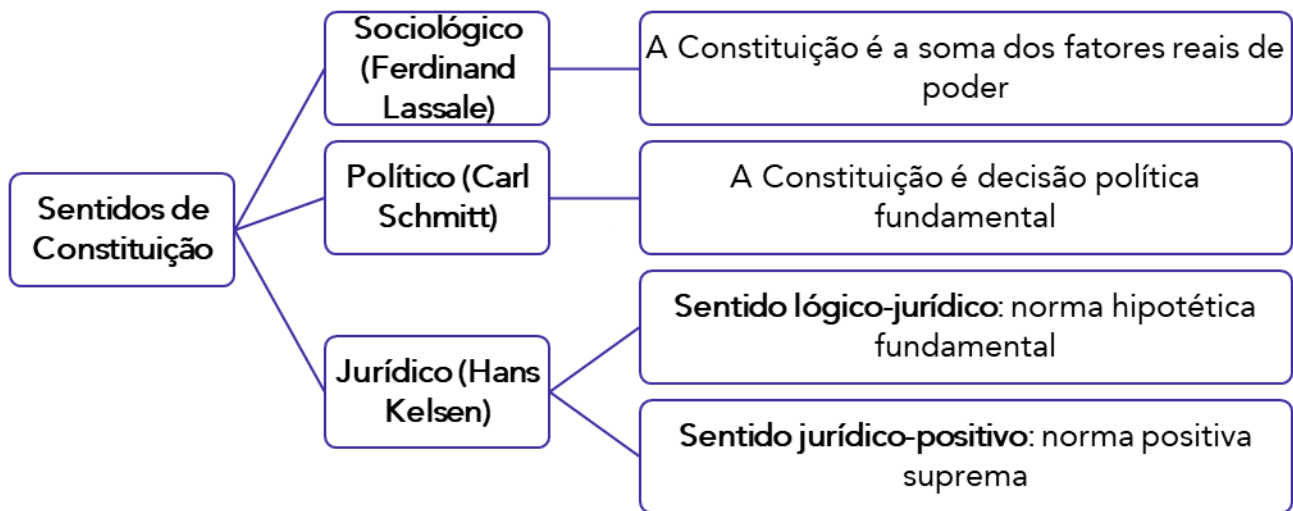 Sentidos de
Constituição
Sociológico
(Ferdinand
Lassale)
A Constituição é a soma dos fatores reais de
poder
Político (Carl
Schmitt)
A Constituição é decisão política
fundamental
Jurídico (Hans
Kelsen)
Sentido lógico-jurídico: norma hipotética
fundamental
Sentido jurídico-positivo: norma positiva
suprema